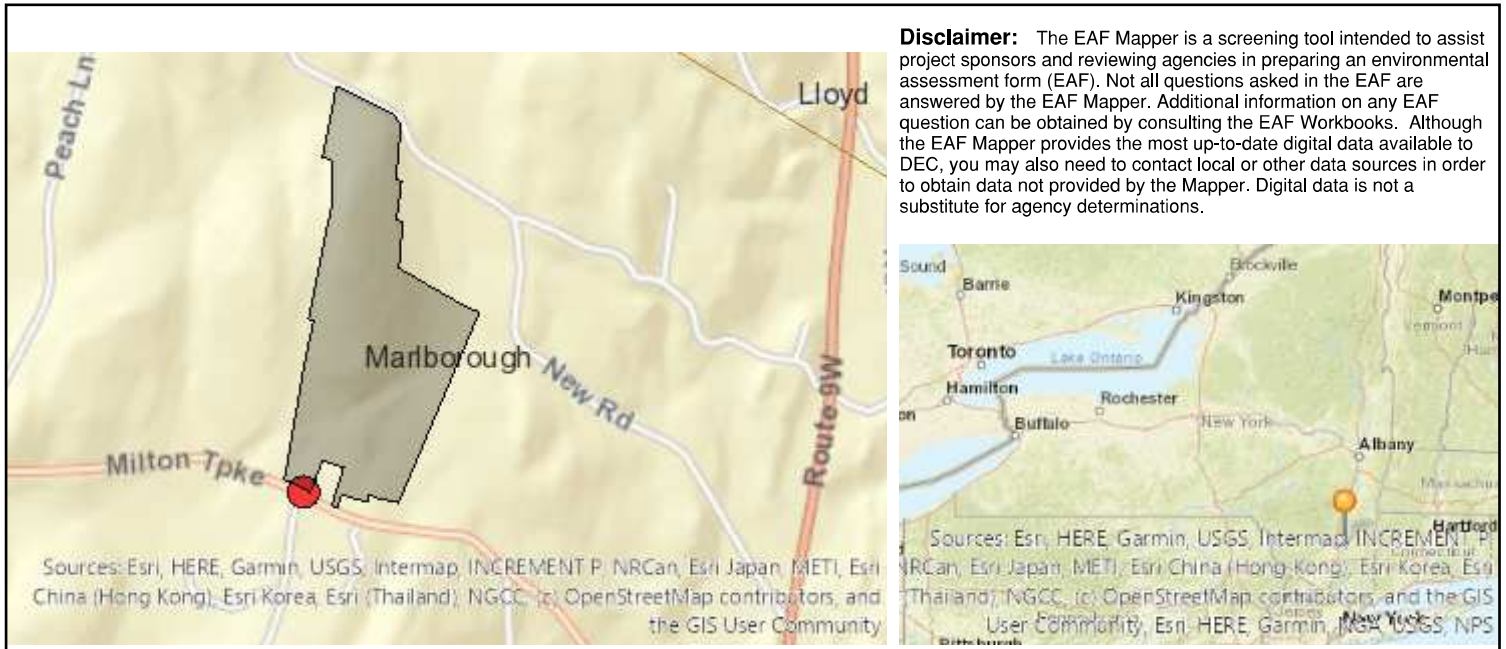 Disclaimer: The EAF Mapper is a screening tool intended to assist
project sponsors and reviewing agencies in preparing an environmental
assessment form (EAF). Not all questions asked in the EAF are
answered by the EAF Mapper. Additional information on any EAF
question can be obtained by consulting the EAF Workbooks. Although
the EAF Mapper provides the most up-to-date digital data available to
DEC, you may also need to contact local or other data sources in order
to obtain data not provided by the Mapper. Digital data is not a
substitute for agency determinations.
Peach Ln
Lloyd
Marlborough
New Rd
Route 9W
Milton Tpke
Sources: Esri, HERE, Garmin, USGS, Intermap, INCREMENT P, NRCan, Esri Japan, METI, Esri
China (Hong Kong), Esri Korea, Esri (Thailand), NGCC, (c) OpenStreetMap contributors, and
the GIS User Community
Sound
Barrie
Brockville
Kingston
Montpe
Vermont
Toronto
Lake Ontario
Hamilton
Rochester
Buffalo
New York
Albany
Massachus
Hartford
Connecticut
Sources: Esri, HERE, Garmin, USGS, Intermap, INCREMENT P,
NRCan, Esri Japan, METI, Esri China (Hong Kong), Esri Korea, Esri
(Thailand), NGCC, (c) OpenStreetMap contributors, and the GIS
User Community, Esri, HERE, Garmin, NGA, USGS, NPS
New York
Pittsburgh